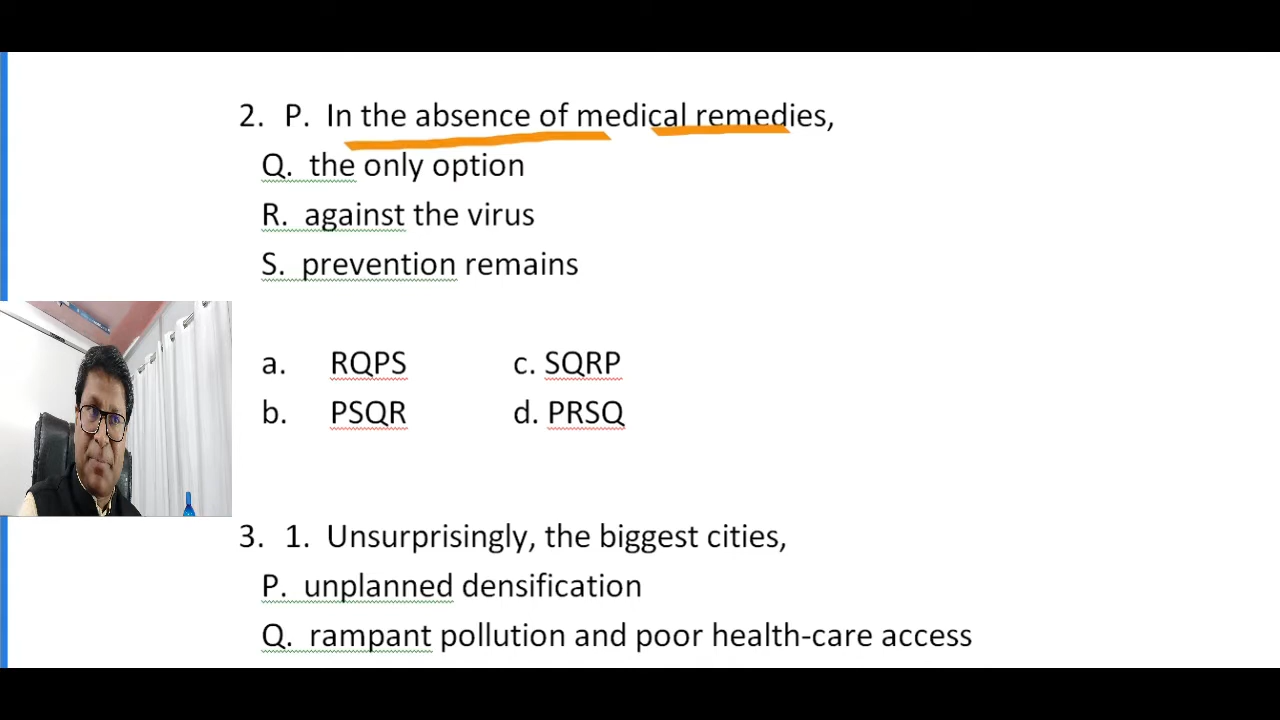 2. P. In the absence of medical remedies,
Q. the only option
R. against the virus
S. prevention remains
a. RQPS c. SQRP
b. PSQR d. PRSQ
3. 1. Unsurprisingly, the biggest cities,
P. unplanned densification
Q. rampant pollution and poor health-care access